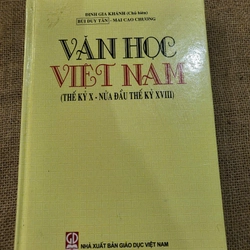 ĐINH GIA KHÁNH (Chủ biên)
BÙI DUY TÂN - MAI CAO CHƯƠNG
VĂN HỌC
VIỆT NAM
(THẾ KỶ X - NỬA ĐẦU THẾ KỶ XVIII)
NHÀ XUẤT BẢN GIÁO DỤC VIỆT NAM